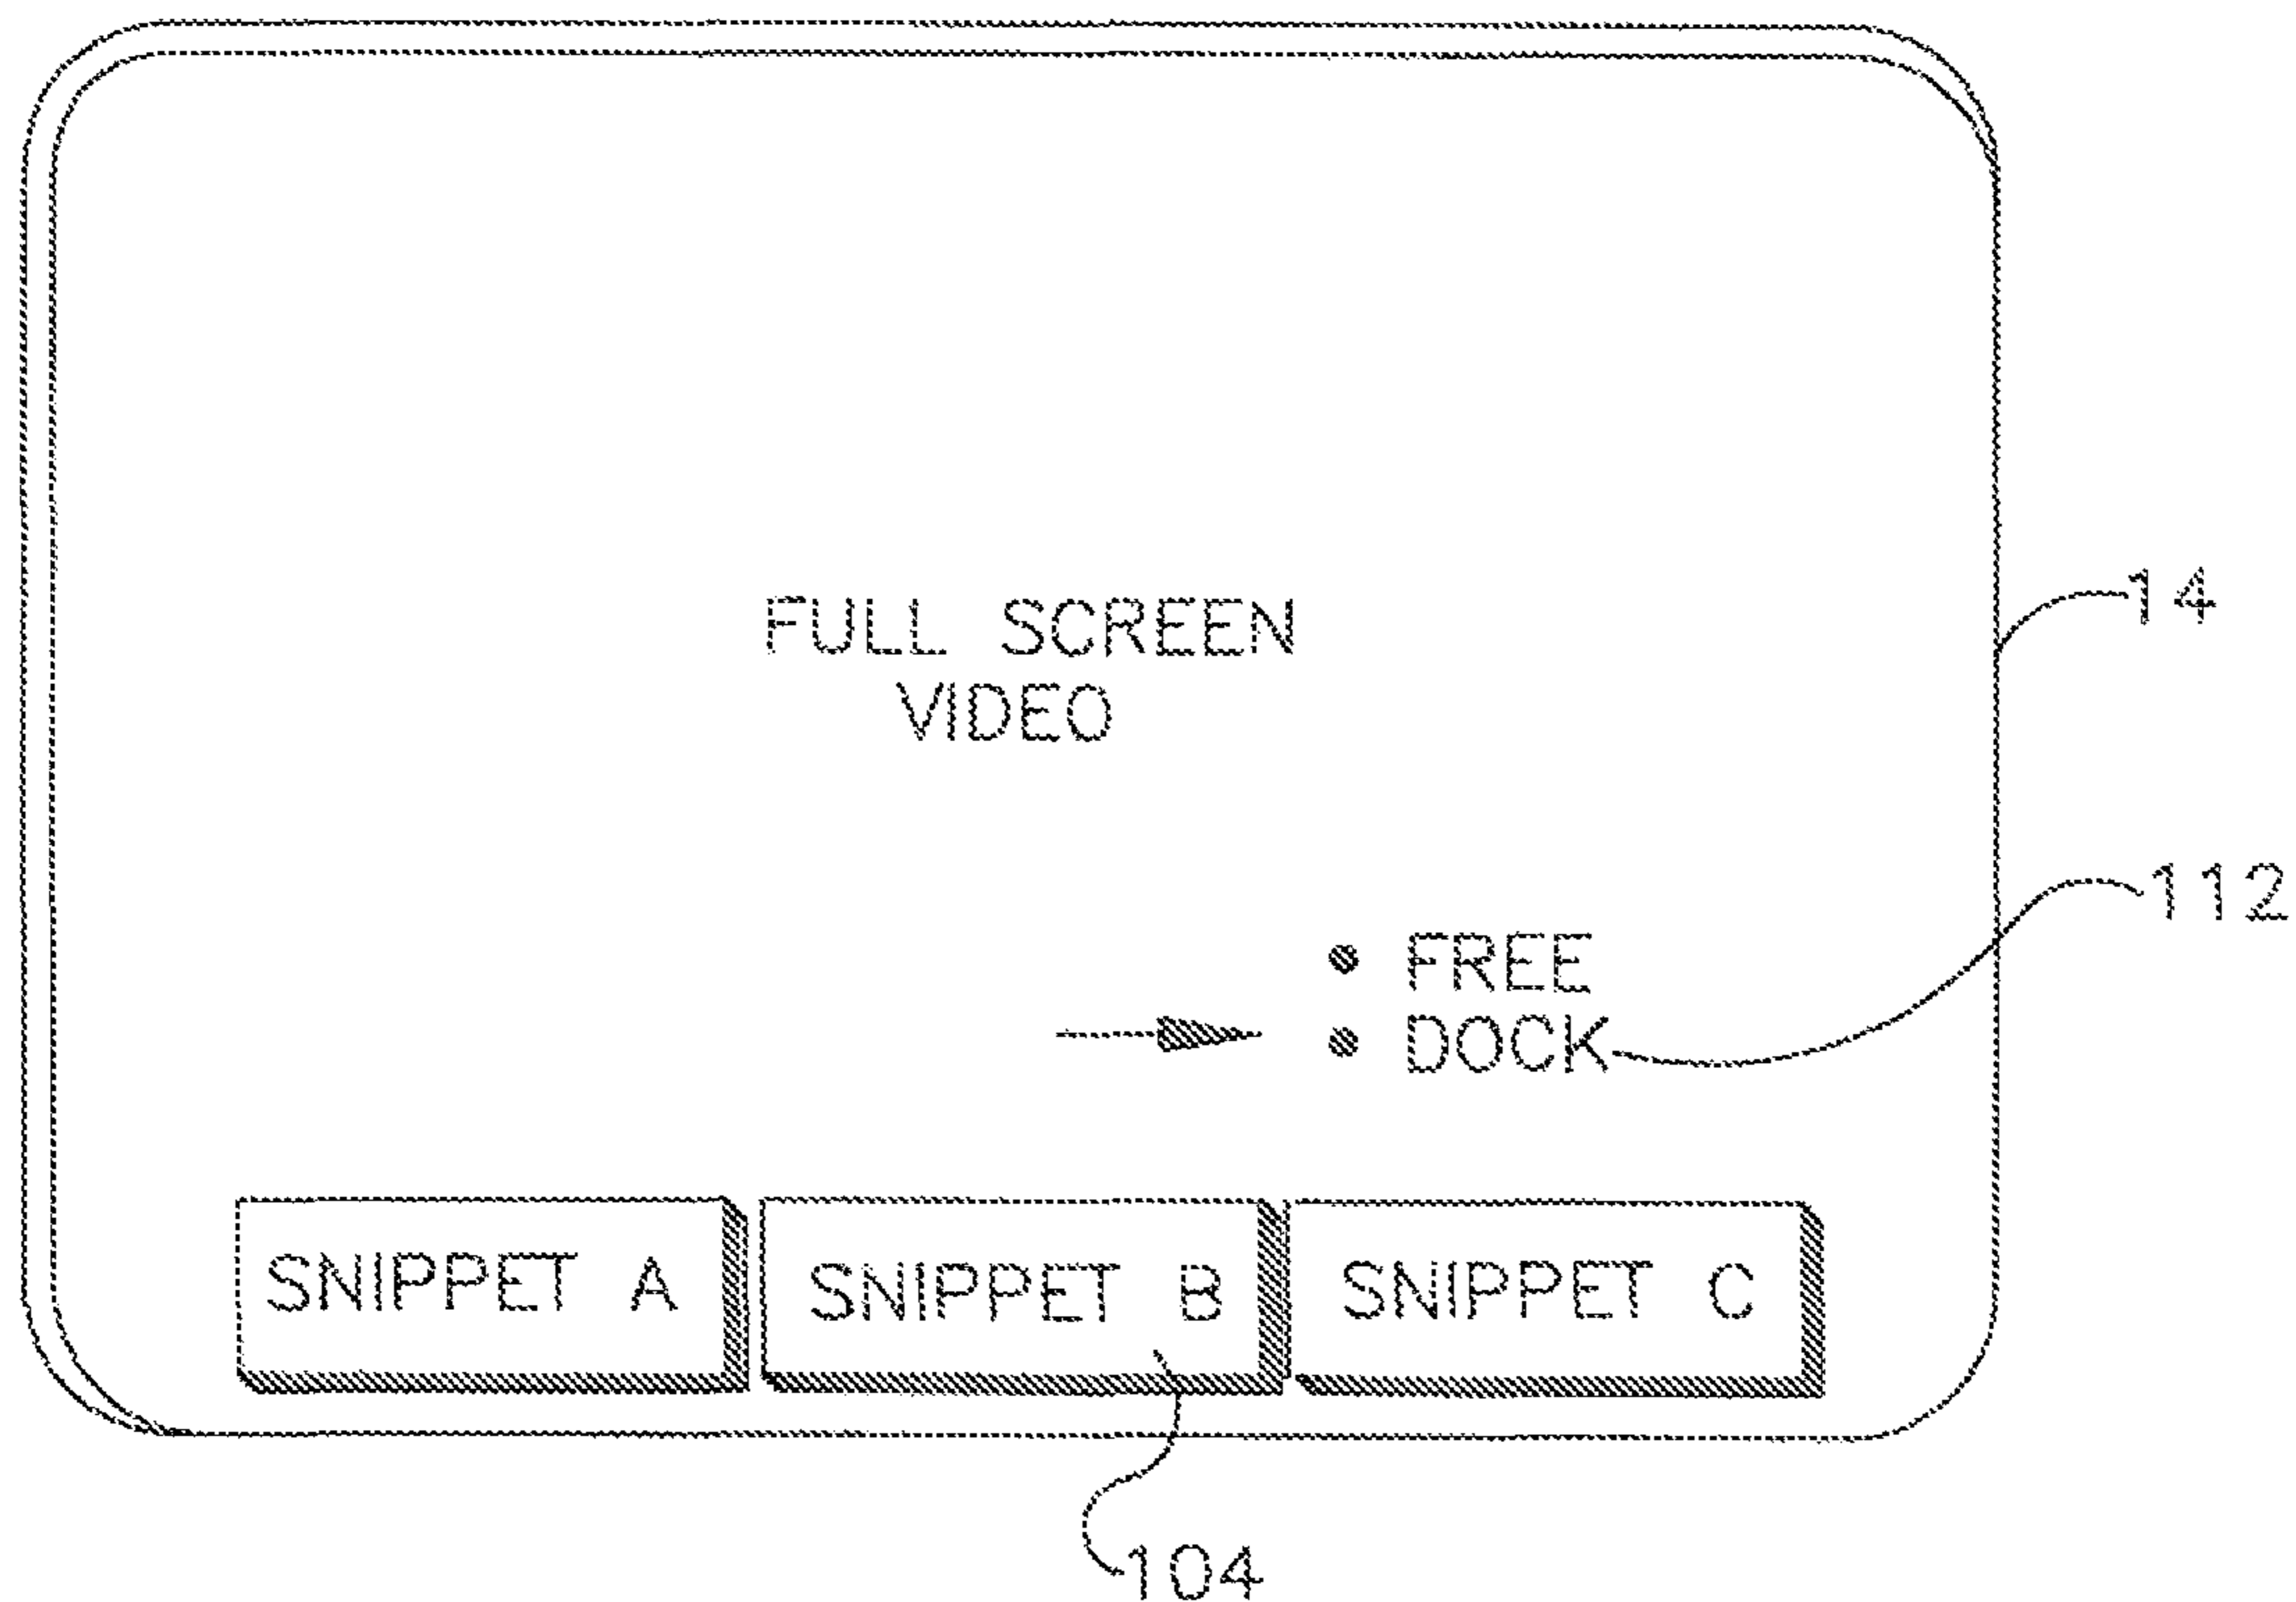 FULL SCREEN
VIDEO
14
112
• FREE
• DOCK
SNIPPET A
SNIPPET B
SNIPPET C
104